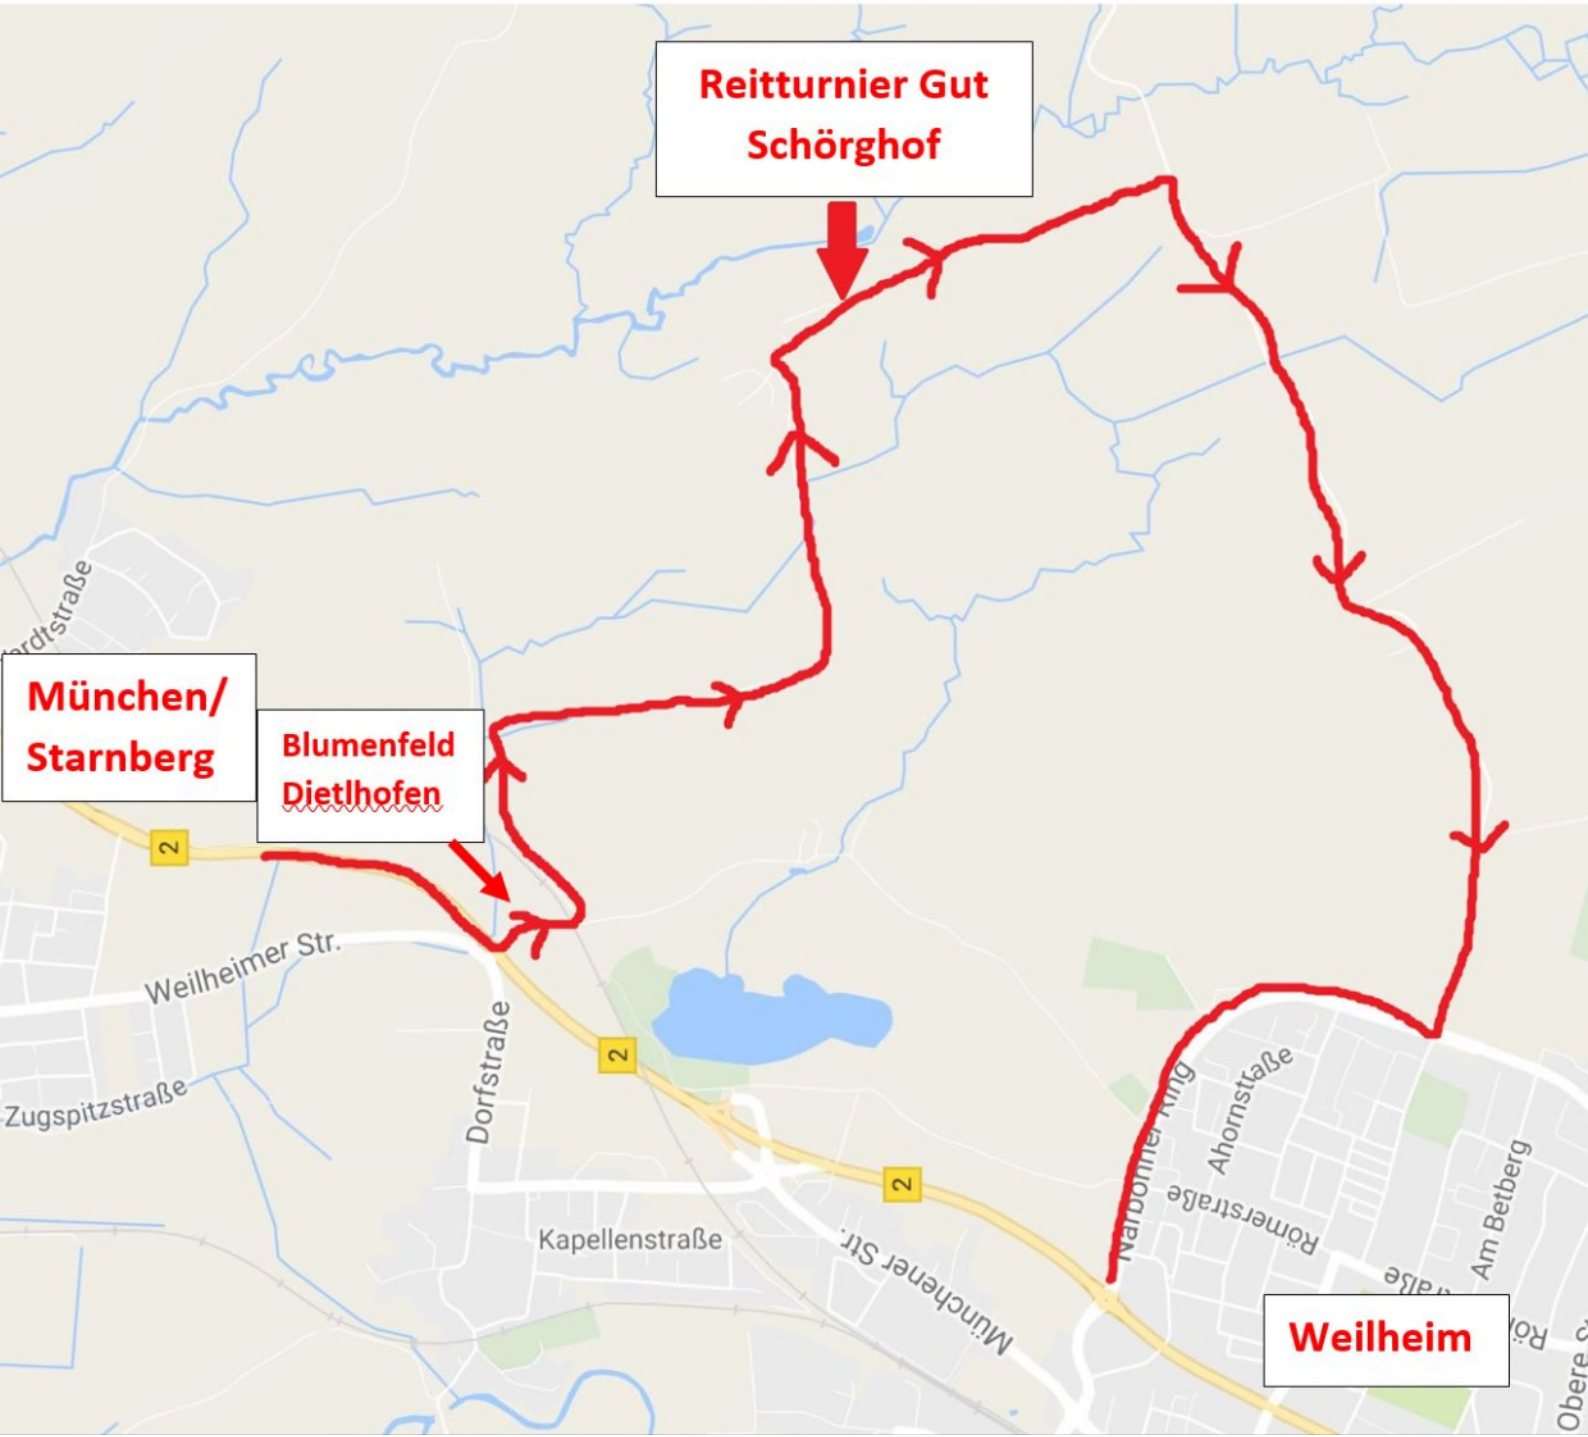 Reitturnier Gut
Schörghof
München/
Starnberg
Blumenfeld
Dietlhofen
2
Weilheimer Str.
Zugspitzstraße
Dorfstraße
2
Kapellenstraße
2
Münchener Str.
Narbonner Ring
Ahornstraße
Römerstraße
Am Betberg
Weilheim